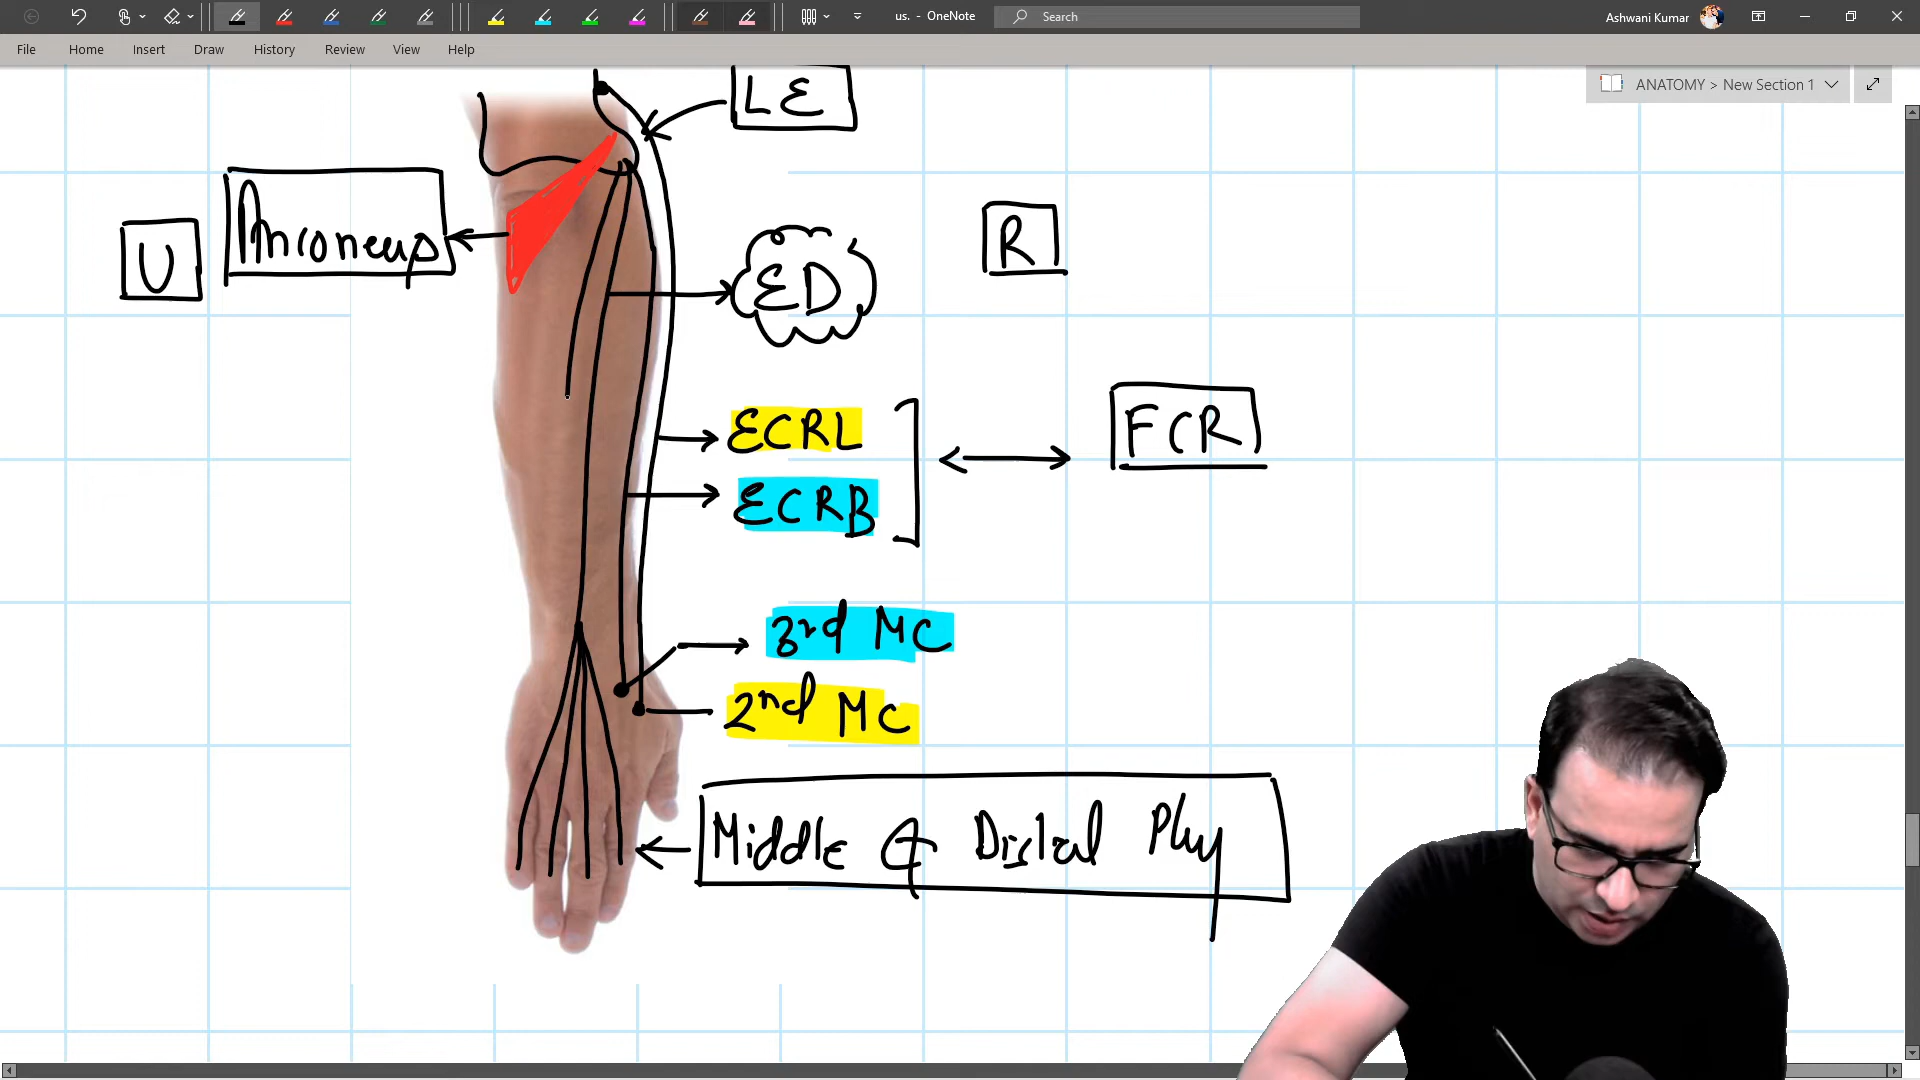 us. - OneNote
Search
Ashwani Kumar
File Home Insert Draw History Review View Help
ANATOMY > New Section 1
LE
Anconeus
U
R
ED
ECRL
FCR
ECRB
3rd MC
2nd MC
Middle & Distal Phy